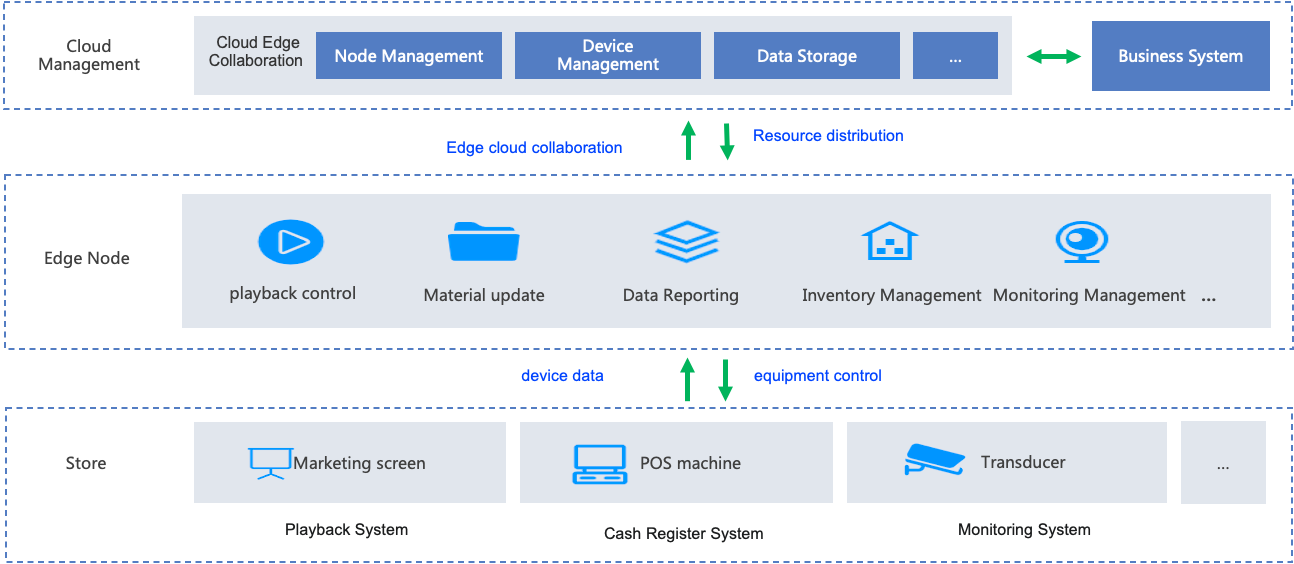 Cloud
Management
Cloud Edge
Collaboration
Node Management
Device
Management
Data Storage
...
Business System
Edge cloud collaboration
Resource distribution
Edge Node
playback control
Material update
Data Reporting
Inventory Management
Monitoring Management
...
device data
equipment control
Store
Marketing screen
POS machine
Transducer
...
Playback System
Cash Register System
Monitoring System